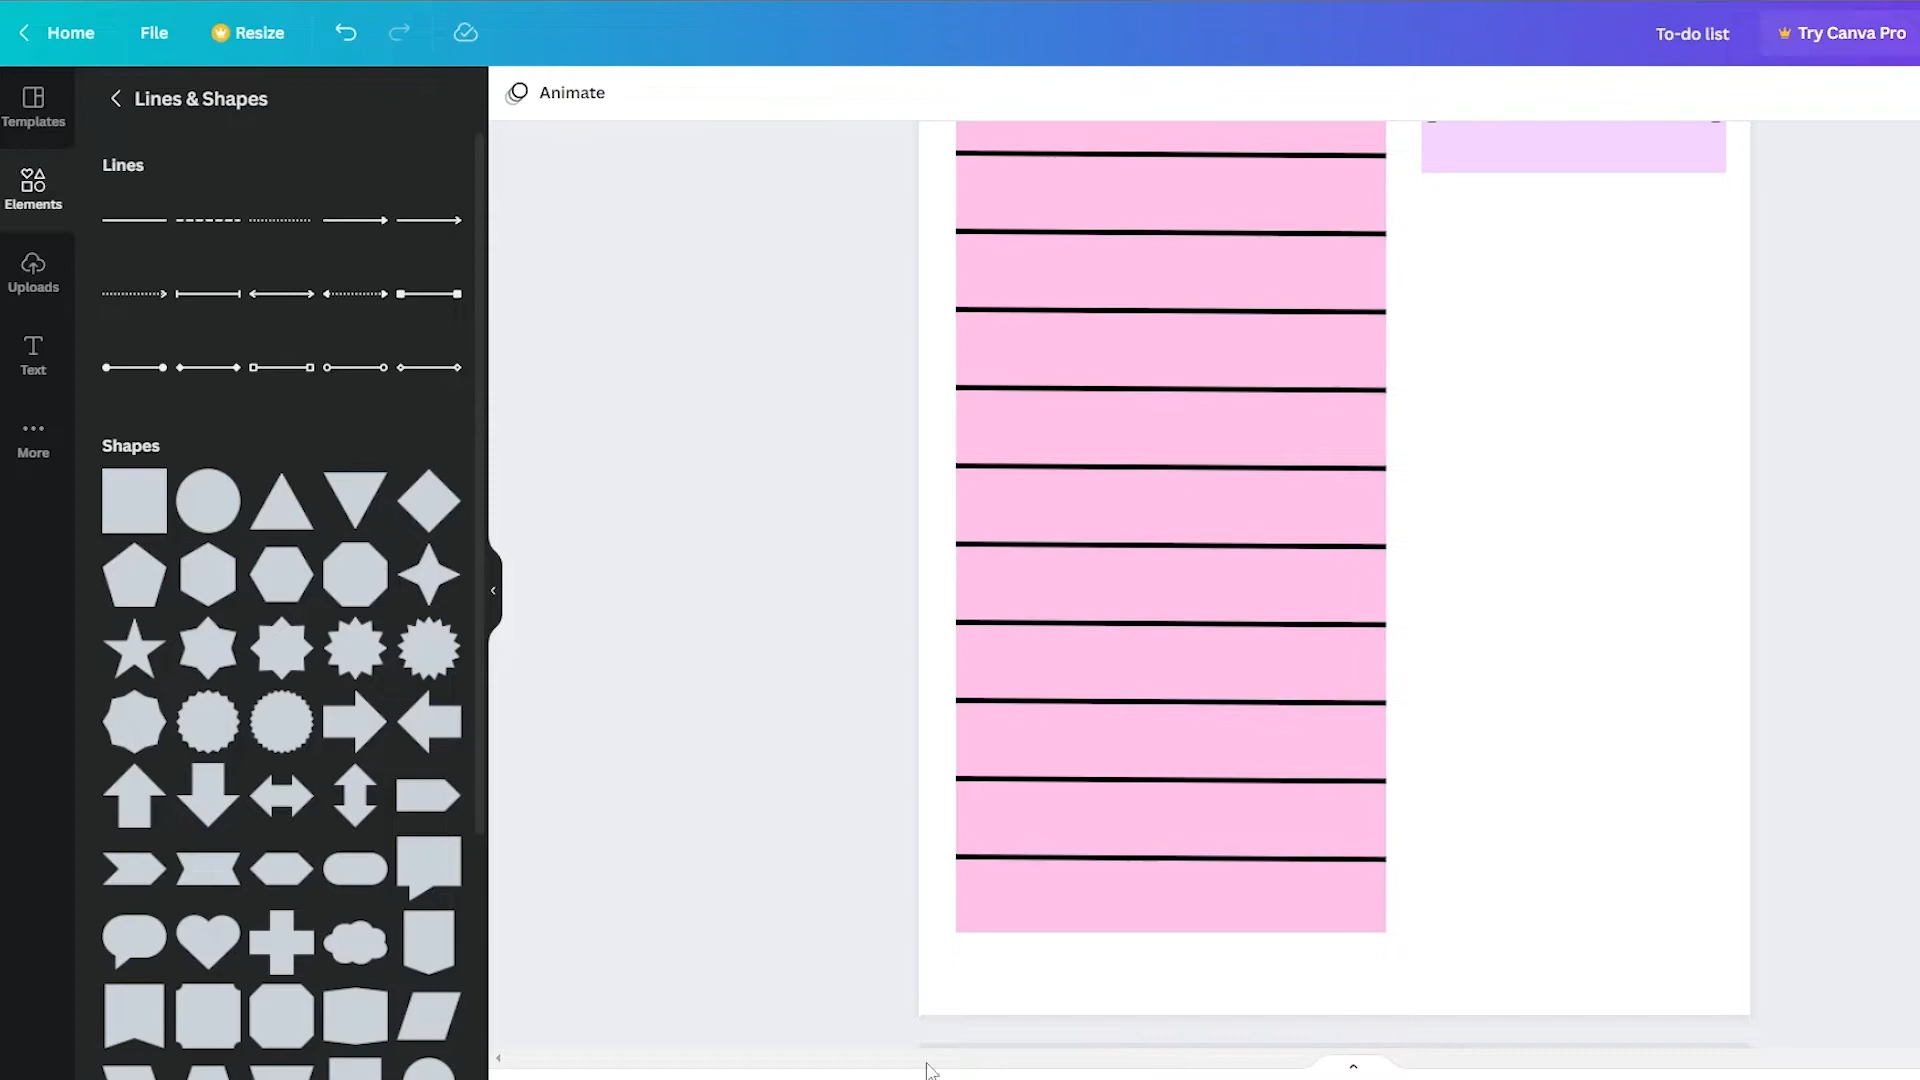 Home
File
Resize
To-do list
Try Canva Pro
Templates
Elements
Uploads
Text
More
Lines & Shapes
Lines
Shapes
Animate